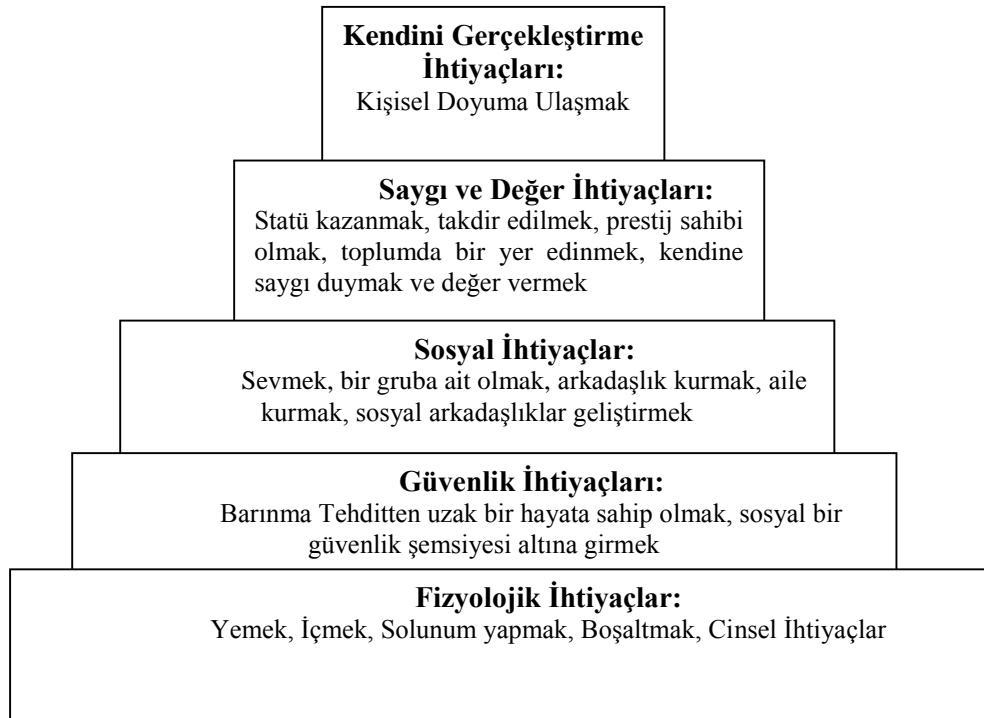 Kendini Gerçekleştirme
İhtiyaçları:
Kişisel Doyuma Ulaşmak
Saygı ve Değer İhtiyaçları:
Statü kazanmak, takdir edilmek, prestij sahibi
olmak, toplumda bir yer edinmek, kendine
saygı duymak ve değer vermek
Sosyal İhtiyaçlar:
Sevmek, bir gruba ait olmak, arkadaşlık kurmak, aile
kurmak, sosyal arkadaşlıklar geliştirmek
Güvenlik İhtiyaçları:
Barınma Tehditten uzak bir hayata sahip olmak, sosyal bir
güvenlik şemsiyesi altına girmek
Fizyolojik İhtiyaçlar:
Yemek, İçmek, Solunum yapmak, Boşaltmak, Cinsel İhtiyaçlar